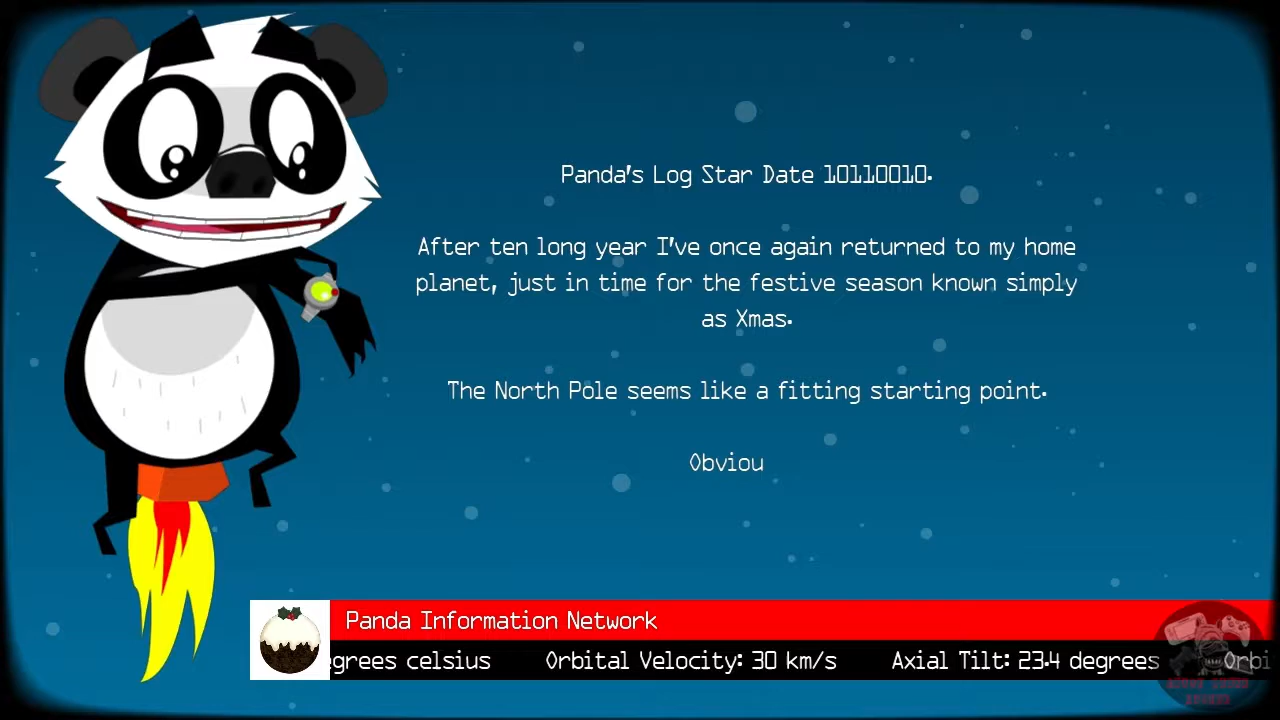 Panda's Log Star Date 10110010.
After ten long year I've once again returned to my home
planet, just in time for the festive season known simply
as Xmas.
The North Pole seems like a fitting starting point.
Obviou
Panda Information Network
egrees celsius Orbital Velocity: 30 km/s Axial Tilt: 23.4 degrees Orbi